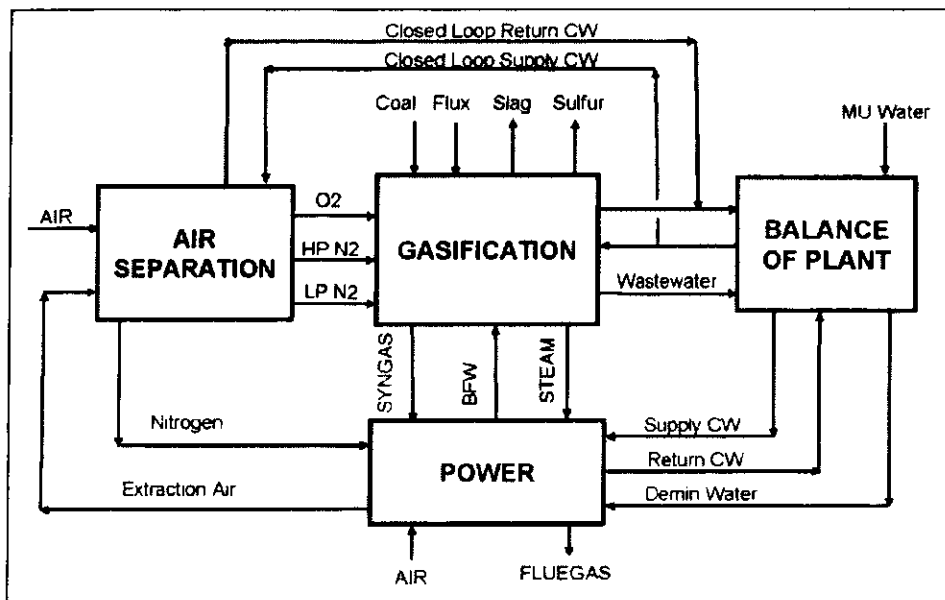 Closed Loop Return CW
Closed Loop Supply CW
Coal Flux Slag Sulfur
MU Water
AIR
AIR
SEPARATION
O2
HP N2
LP N2
GASIFICATION
BALANCE
OF PLANT
Wastewater
SYNGAS
BFW
STEAM
Nitrogen
Extraction Air
POWER
Supply CW
Return CW
Demin Water
AIR
FLUEGAS